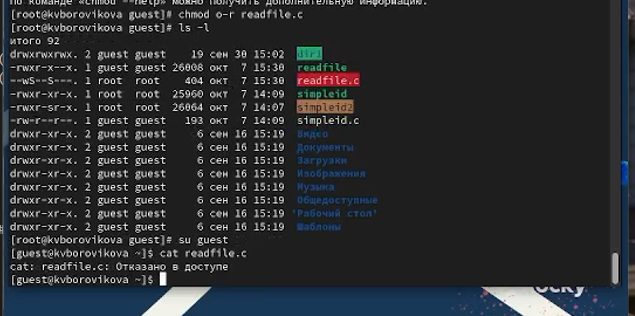 По команде «chmod --help» можно получить дополнительную информацию.
[root@kvborovikova guest]# chmod o-r readfile.c
[root@kvborovikova guest]# ls -l
итого 92
drwxrwxrwx. 2 guest guest 19 сен 30 15:02 dir1
-rwxr-x--x. 1 guest guest 26008 окт 7 15:30 readfile
--wS--S---. 1 root root 404 окт 7 15:30 readfile.c
-rwxr-xr-x. 1 root root 25960 окт 7 14:09 simpleid
-rwxr-sr-x. 1 root root 26064 окт 7 14:07 simpleid2
-rw-r--r--. 1 guest guest 193 окт 7 14:09 simpleid.c
drwxr-xr-x. 2 guest guest 6 сен 16 15:19 Видео
drwxr-xr-x. 2 guest guest 6 сен 16 15:19 Документы
drwxr-xr-x. 2 guest guest 6 сен 16 15:19 Загрузки
drwxr-xr-x. 2 guest guest 6 сен 16 15:19 Изображения
drwxr-xr-x. 2 guest guest 6 сен 16 15:19 Музыка
drwxr-xr-x. 2 guest guest 6 сен 16 15:19 Общедоступные
drwxr-xr-x. 2 guest guest 6 сен 16 15:19 'Рабочий стол'
drwxr-xr-x. 2 guest guest 6 сен 16 15:19 Шаблоны
[root@kvborovikova guest]# su guest
[guest@kvborovikova ~]$ cat readfile.c
cat: readfile.c: Отказано в доступе
[guest@kvborovikova ~]$
ocky